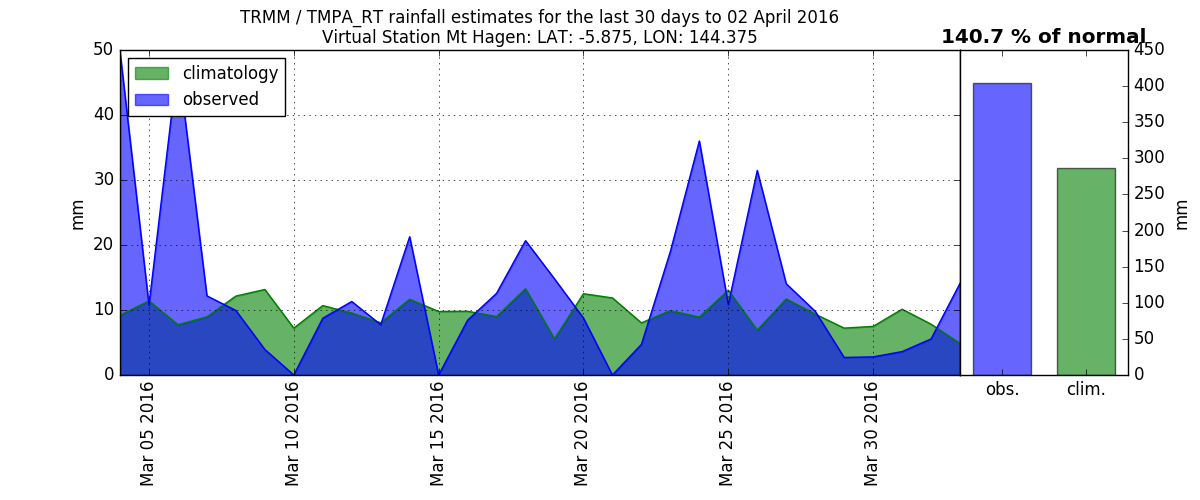 TRMM / TMPA_RT rainfall estimates for the last 30 days to 02 April 2016
Virtual Station Mt Hagen: LAT: -5.875, LON: 144.375
140.7 % of normal
climatology
observed
mm
50
40
30
20
10
0
Mar 05 2016
Mar 10 2016
Mar 15 2016
Mar 20 2016
Mar 25 2016
Mar 30 2016
450
400
350
300
250
200
150
100
50
0
mm
obs.
clim.